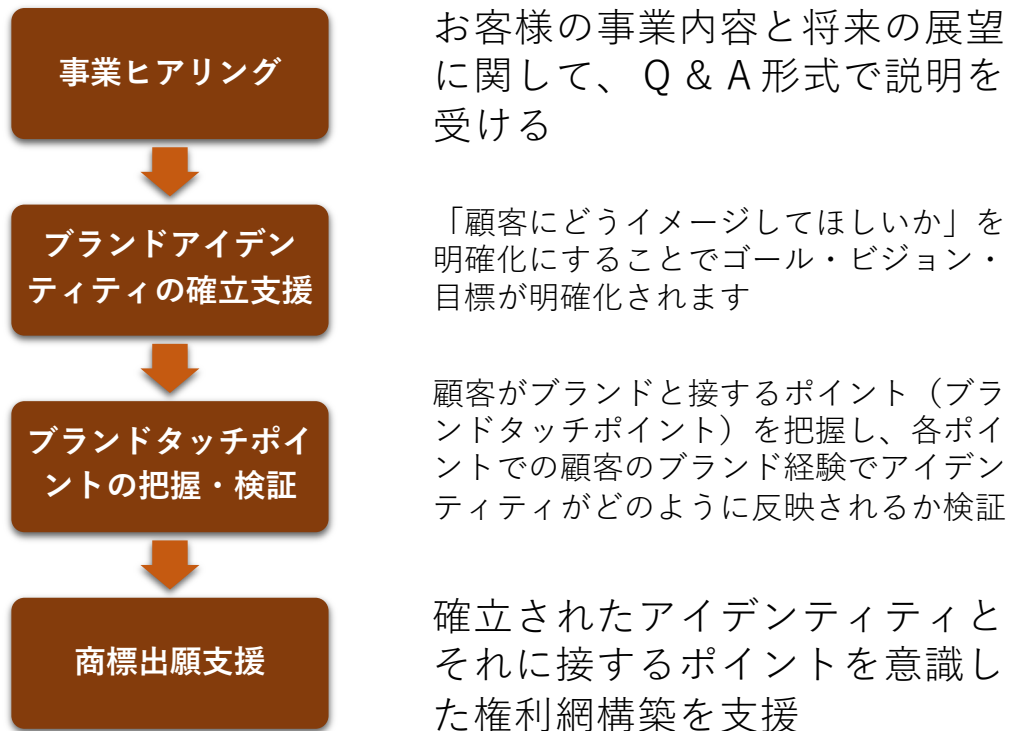 事業ヒアリング
お客様の事業内容と将来の展望
に関して、Ｑ＆Ａ形式で説明を
受ける
ブランドアイデン
ティティの確立支援
「顧客にどうイメージしてほしいか」を
明確化にすることでゴール・ビジョン・
目標が明確化されます
ブランドタッチポイ
ントの把握・検証
顧客がブランドと接するポイント（ブラ
ンドタッチポイント）を把握し、各ポイ
ントでの顧客のブランド経験でアイデン
ティティがどのように反映されるか検証
商標出願支援
確立されたアイデンティティと
それに接するポイントを意識し
た権利網構築を支援